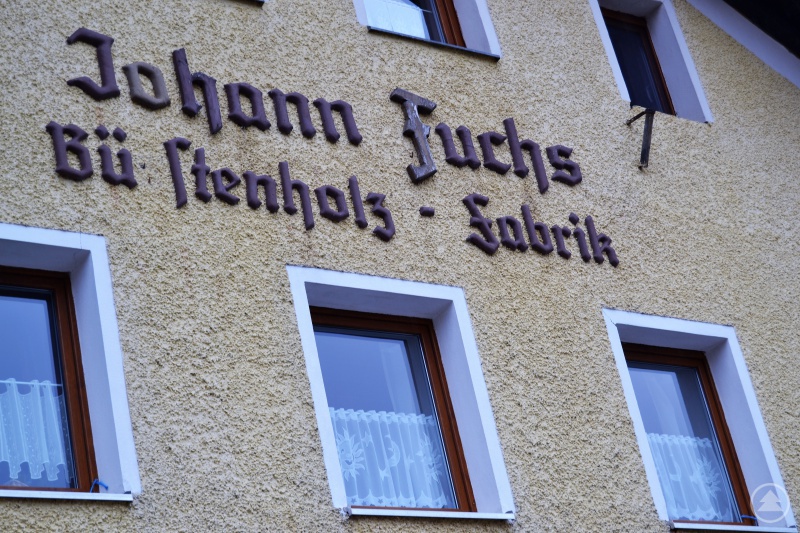 Johann Fuchs
Bü stenholz - Fabrik